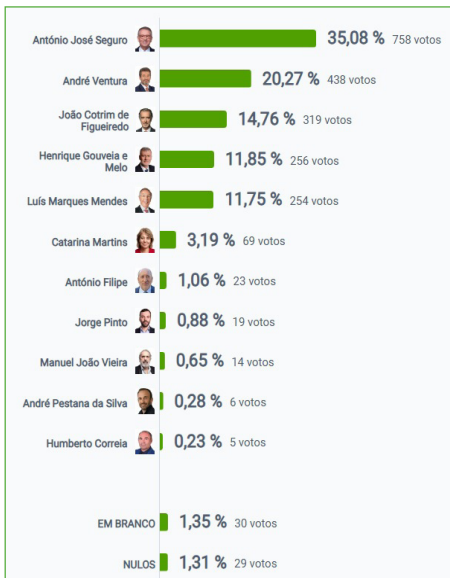 António José Seguro 35,08 % 758 votos
André Ventura 20,27 % 438 votos
João Cotrim de
Figueiredo 14,76 % 319 votos
Henrique Gouveia e
Melo 11,85 % 256 votos
Luís Marques Mendes 11,75 % 254 votos
Catarina Martins 3,19 % 69 votos
António Filipe 1,06 % 23 votos
Jorge Pinto 0,88 % 19 votos
Manuel João Vieira 0,65 % 14 votos
André Pestana da Silva 0,28 % 6 votos
Humberto Correia 0,23 % 5 votos
EM BRANCO 1,35 % 30 votos
NULOS 1,31 % 29 votos